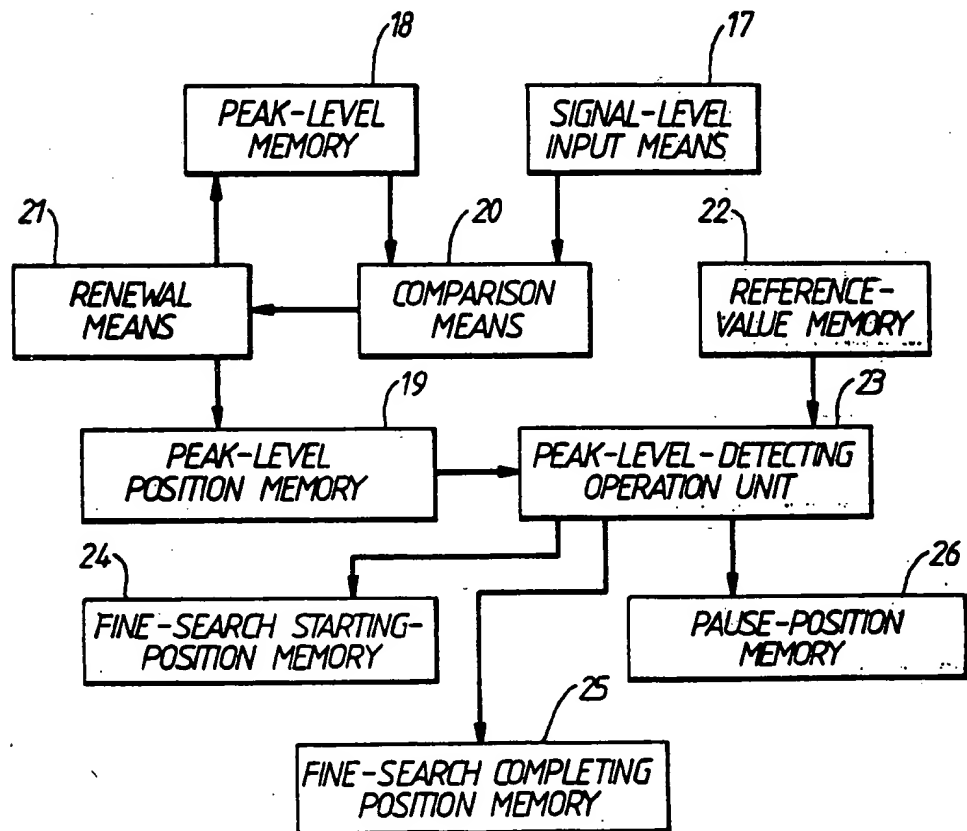 18
17
PEAK-LEVEL
MEMORY
SIGNAL-LEVEL
INPUT MEANS
21
20
22
RENEWAL
MEANS
COMPARISON
MEANS
REFERENCE-
VALUE MEMORY
19
23
PEAK-LEVEL
POSITION MEMORY
PEAK-LEVEL-DETECTING
OPERATION UNIT
24
26
FINE-SEARCH STARTING-
POSITION MEMORY
PAUSE-POSITION
MEMORY
25
FINE-SEARCH COMPLETING
POSITION MEMORY